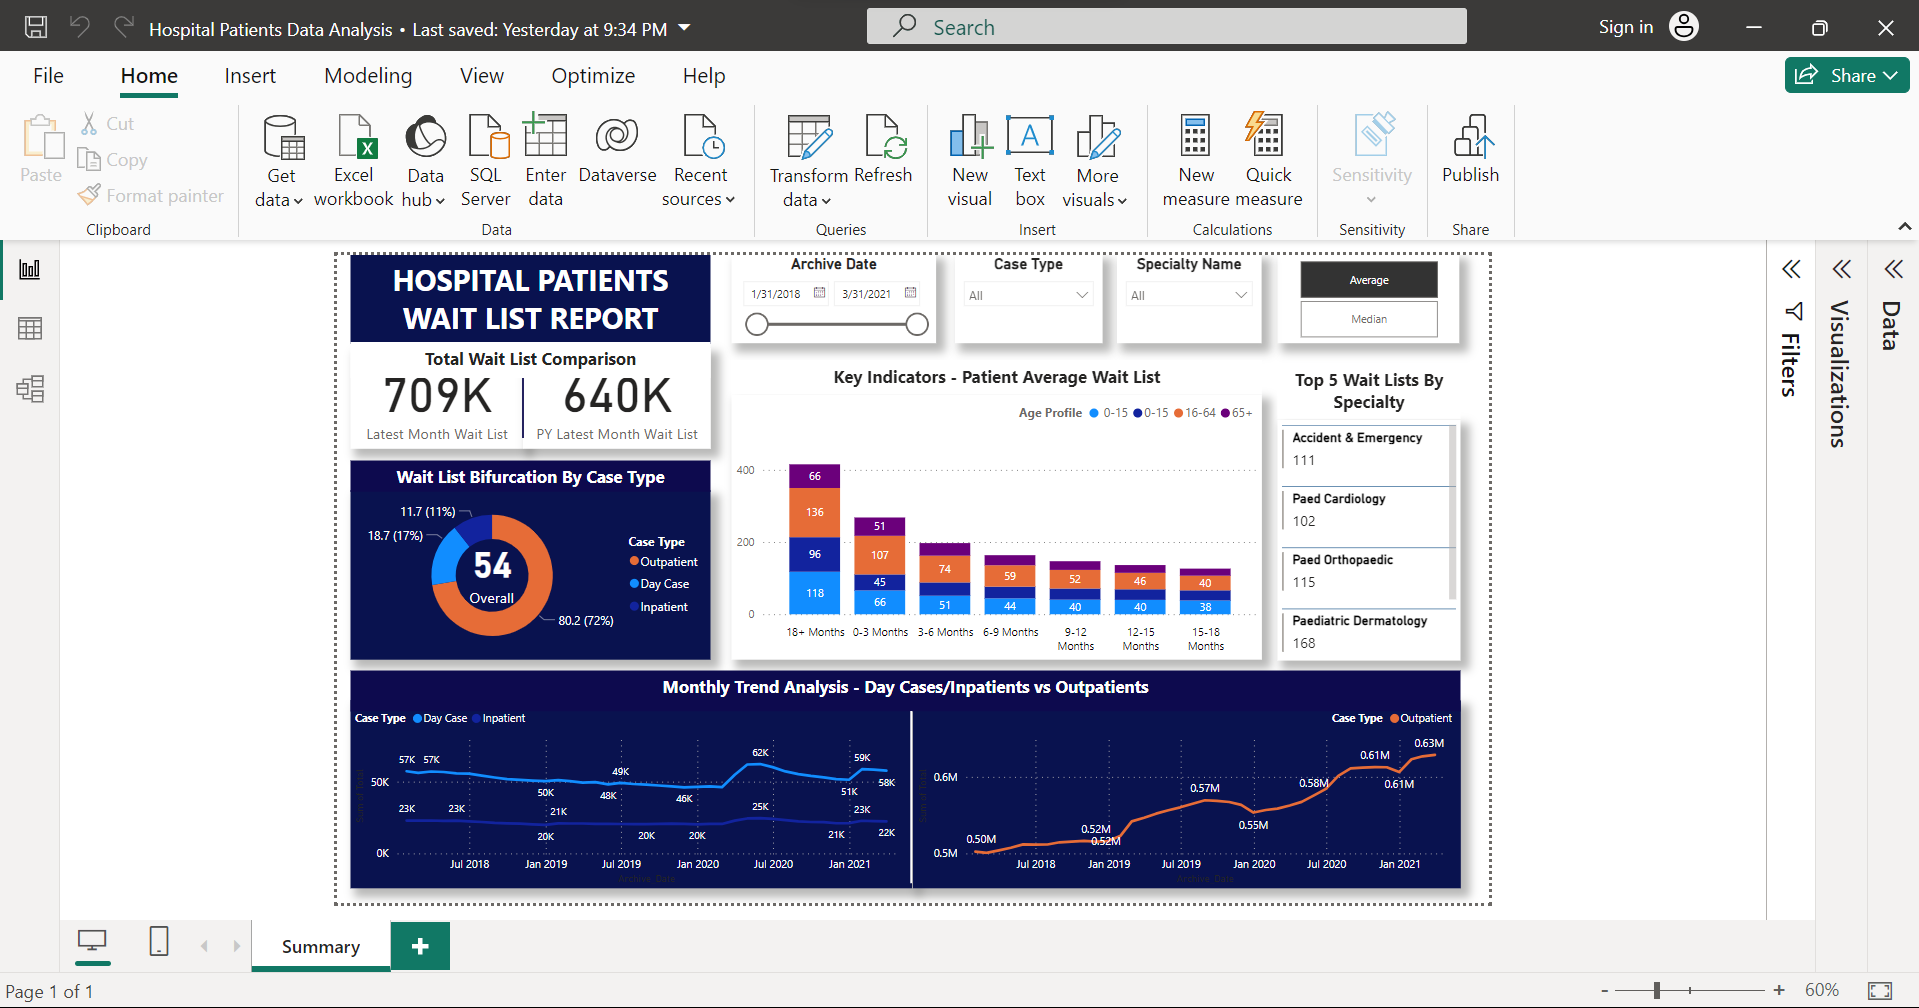 Hospital Patients Data Analysis • Last saved: Yesterday at 9:34 PM
Search
Sign in
File Home Insert Modeling View Optimize Help
Share
Paste
Cut
Copy
Format painter
Clipboard
Get data
Excel workbook
Data hub
SQL Server
Enter data
Dataverse
Recent sources
Data
Transform data
Refresh
Queries
New visual
Text box
More visuals
Insert
New measure
Quick measure
Calculations
Sensitivity
Sensitivity
Publish
Share
HOSPITAL PATIENTS
WAIT LIST REPORT
Archive Date
1/31/2018
3/31/2021
Case Type
All
Specialty Name
All
Average
Median
Total Wait List Comparison
709K
640K
Latest Month Wait List
PY Latest Month Wait List
Wait List Bifurcation By Case Type
11.7 (11%)
18.7 (17%)
54
Overall
80.2 (72%)
Case Type
Outpatient
Day Case
Inpatient
Key Indicators - Patient Average Wait List
Age Profile 0-15 0-15 16-64 65+
400
200
0
66
136
96
118
51
107
45
66
74
51
59
44
52
40
46
40
40
38
18+ Months 0-3 Months 3-6 Months 6-9 Months 9-12 Months 12-15 Months 15-18 Months
Top 5 Wait Lists By
Specialty
Accident & Emergency
111
Paed Cardiology
102
Paed Orthopaedic
115
Paediatric Dermatology
168
Monthly Trend Analysis - Day Cases/Inpatients vs Outpatients
Case Type Day Case Inpatient
50K
0K
57K 57K
50K
48K
49K
46K
62K
51K
59K
58K
23K
23K
20K
21K
20K
20K
25K
21K
23K
22K
Jul 2018 Jan 2019 Jul 2019 Jan 2020 Jul 2020 Jan 2021
Archive_Date
Case Type Outpatient
0.6M
0.5M
0.50M
0.52M
0.52M
0.57M
0.55M
0.58M
0.61M
0.61M
0.63M
Jul 2018 Jan 2019 Jul 2019 Jan 2020 Jul 2020 Jan 2021
Archive_Date
Filters
Visualizations
Data
Summary
Page 1 of 1
60%